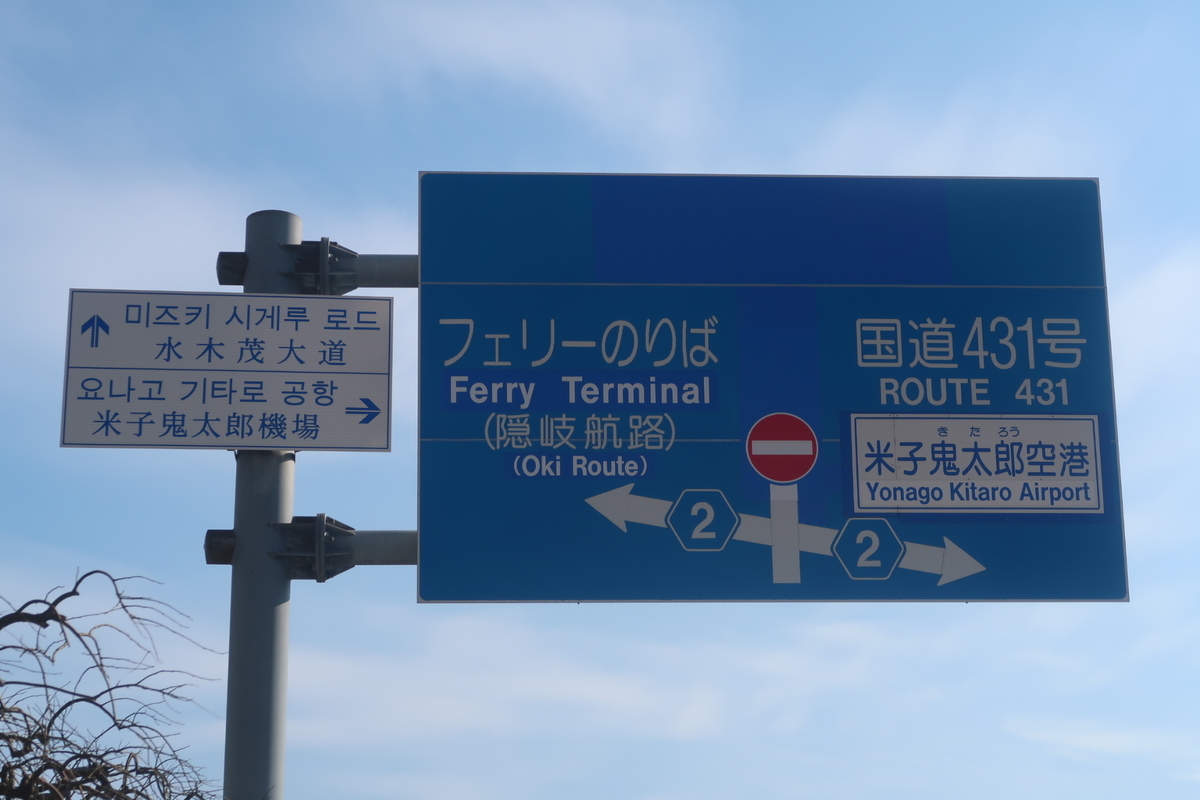 미즈키 시게루 로드
水木茂大道
요나고 기타로 공항
米子鬼太郎機場
フェリーのりば
Ferry Terminal
(隠岐航路)
(Oki Route)
2
2
国道431号
ROUTE 431
きたろう
米子鬼太郎空港
Yonago Kitaro Airport